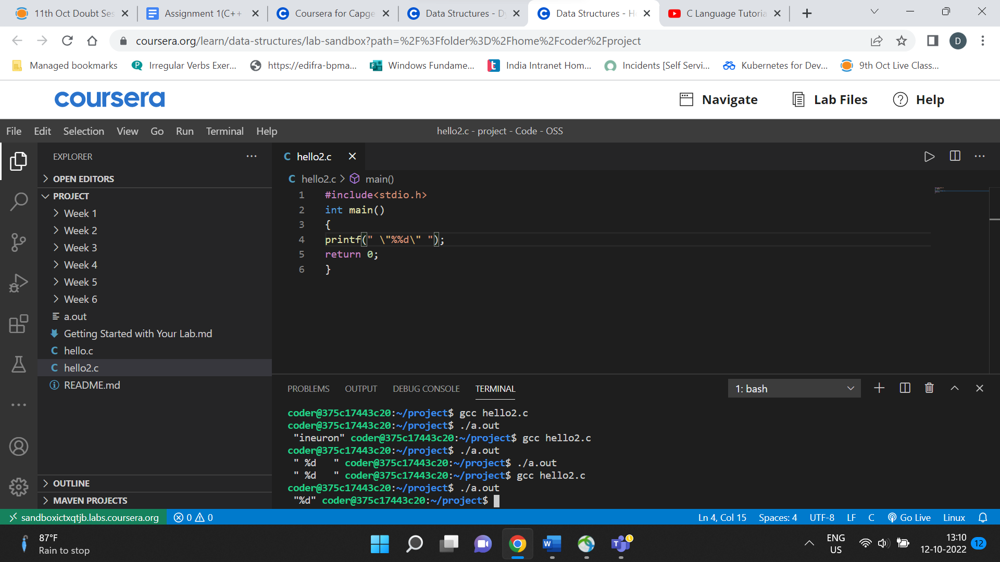 11th Oct Doubt Ses
Assignment 1(C++
Coursera for Capge
Data Structures - Dy
Data Structures - He
C Language Tutoria
coursera.org/learn/data-structures/lab-sandbox?path=%2F%3Ffolder%3D%2Fhome%2Fcoder%2Fproject
D
Managed bookmarks
Irregular Verbs Exer...
https://edifra-bpma...
Windows Fundame...
India Intranet Hom...
Incidents [Self Servi...
Kubernetes for Dev...
9th Oct Live Class...
coursera
Navigate
Lab Files
Help
File Edit Selection View Go Run Terminal Help
hello2.c - project - Code - OSS
EXPLORER
OPEN EDITORS
PROJECT
Week 1
Week 2
Week 3
Week 4
Week 5
Week 6
a.out
Getting Started with Your Lab.md
C hello.c
C hello2.c
README.md
OUTLINE
MAVEN PROJECTS
C hello2.c
C hello2.c > main()
1 #include<stdio.h>
2 int main()
3 {
4 printf(" \"%%d\" ");
5 return 0;
6 }
PROBLEMS OUTPUT DEBUG CONSOLE TERMINAL
1: bash
coder@375c17443c20:~/project$ gcc hello2.c
coder@375c17443c20:~/project$ ./a.out
"ineuron" coder@375c17443c20:~/project$ gcc hello2.c
coder@375c17443c20:~/project$ ./a.out
" %d   " coder@375c17443c20:~/project$ ./a.out
" %d   " coder@375c17443c20:~/project$ gcc hello2.c
coder@375c17443c20:~/project$ ./a.out
"%d" coder@375c17443c20:~/project$
sandboxictxqtjb.labs.coursera.org
0 0
Ln 4, Col 15
Spaces: 4
UTF-8
LF
C
Go Live
Linux
87°F
Rain to stop
W
T
ENG
US
13:10
12-10-2022
12